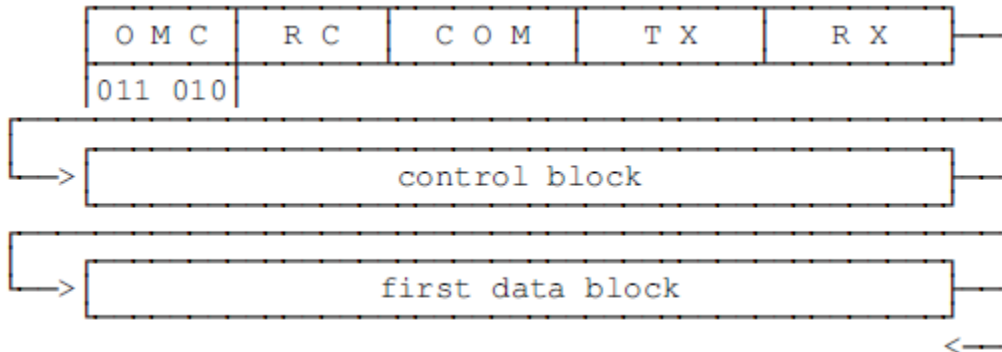 O M C R C C O M T X R X
011 010
control block
first data block